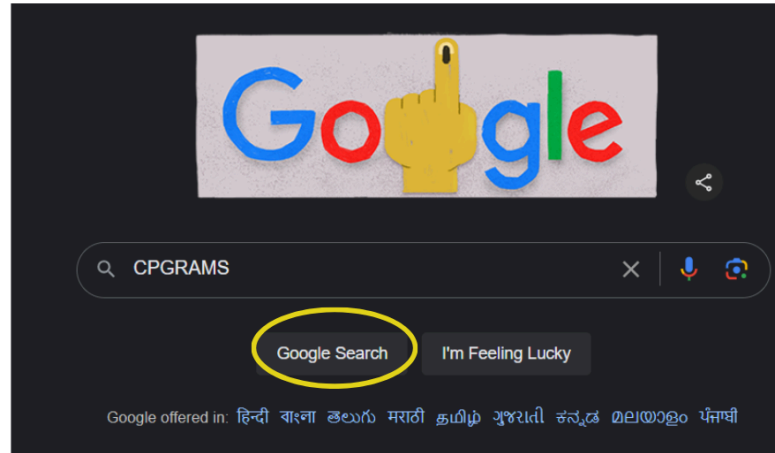 Google
CPGRAMS
Google Search I'm Feeling Lucky
Google offered in: हिन्दी বাংলা తెలుగు मराठी தமிழ் ગુજરાતી ಕನ್ನಡ മലയാളം ਪੰਜਾਬੀ